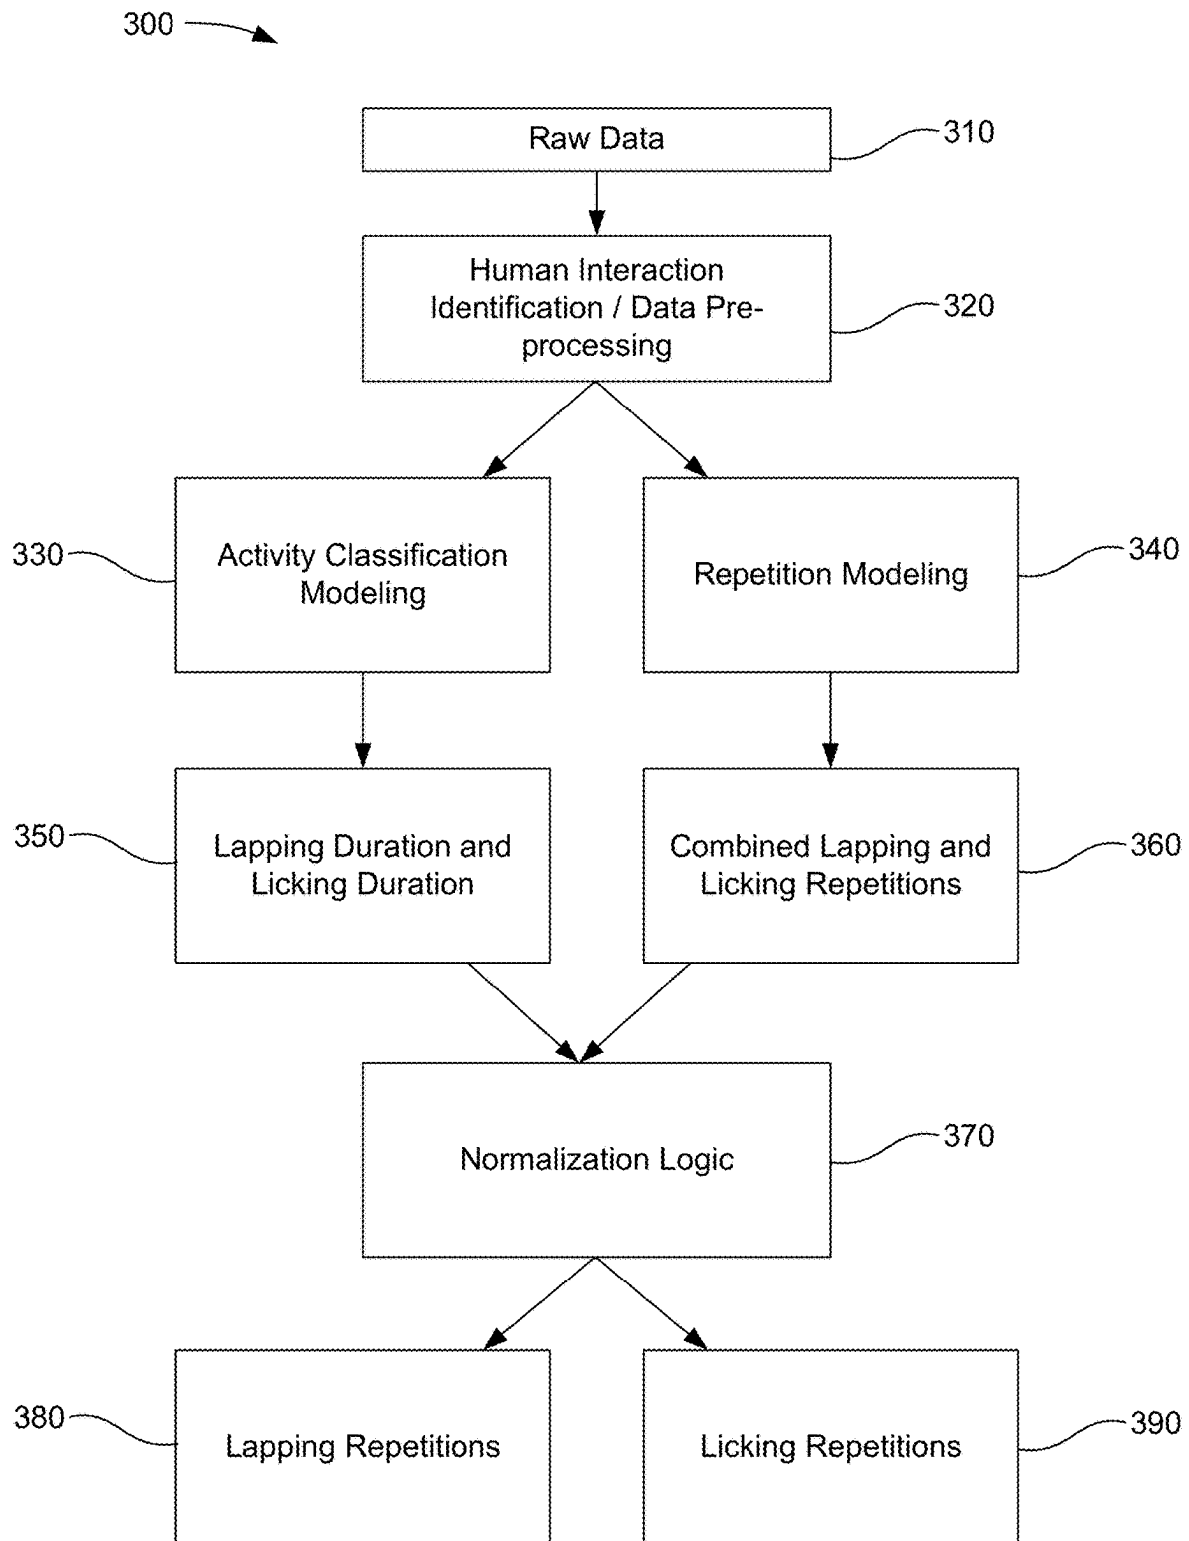 300
Raw Data
310
Human Interaction
Identification / Data Pre-
processing
320
330
Activity Classification
Modeling
Repetition Modeling
340
350
Lapping Duration and
Licking Duration
Combined Lapping and
Licking Repetitions
360
Normalization Logic
370
380
Lapping Repetitions
Licking Repetitions
390